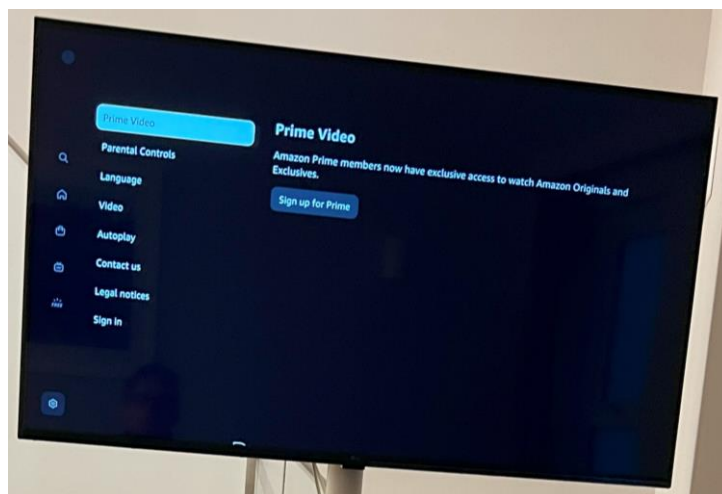 Prime Video
Parental Controls
Language
Video
Autoplay
Contact us
Legal notices
Sign in
Prime Video
Amazon Prime members now have exclusive access to watch Amazon Originals and
Exclusives.
Sign up for Prime